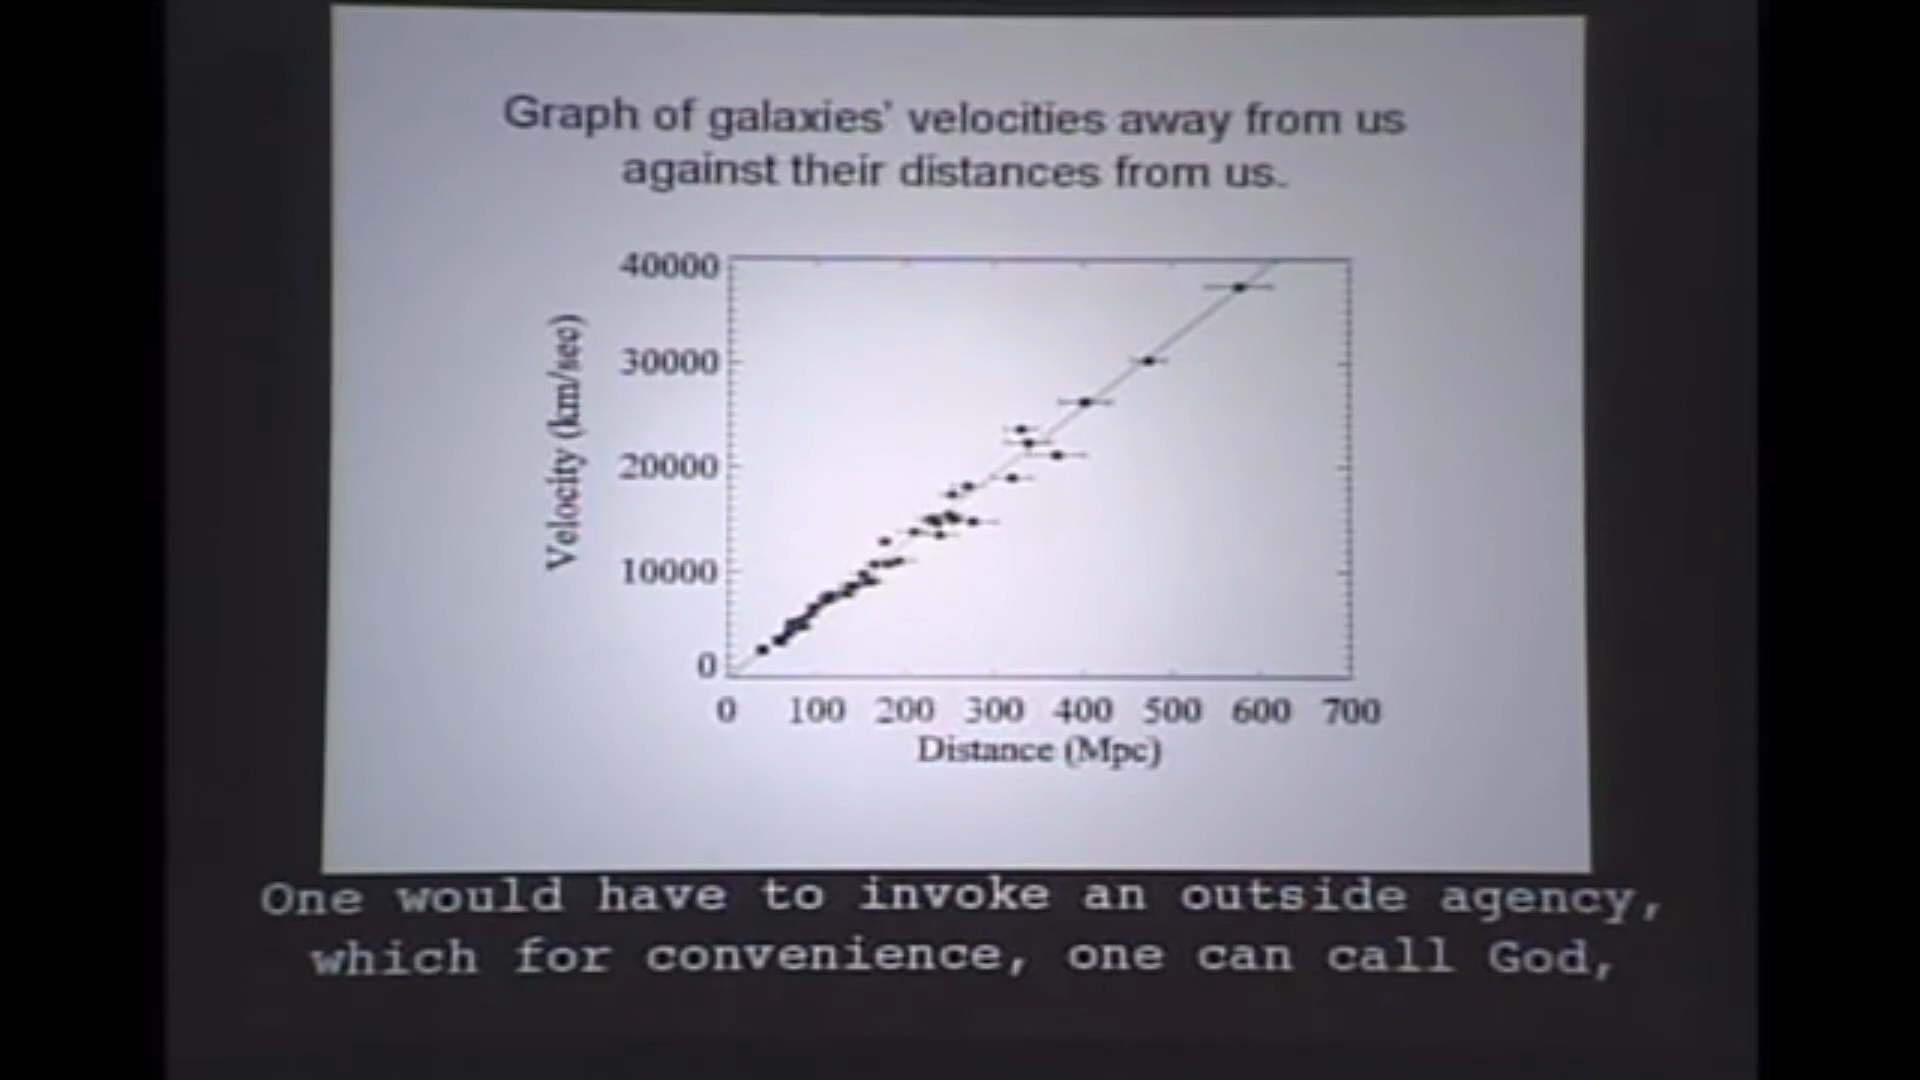 Graph of galaxies' velocities away from us
against their distances from us.
40000
30000
20000
10000
0
Velocity (km/sec)
0 100 200 300 400 500 600 700
Distance (Mpc)
One would have to invoke an outside agency,
which for convenience, one can call God,